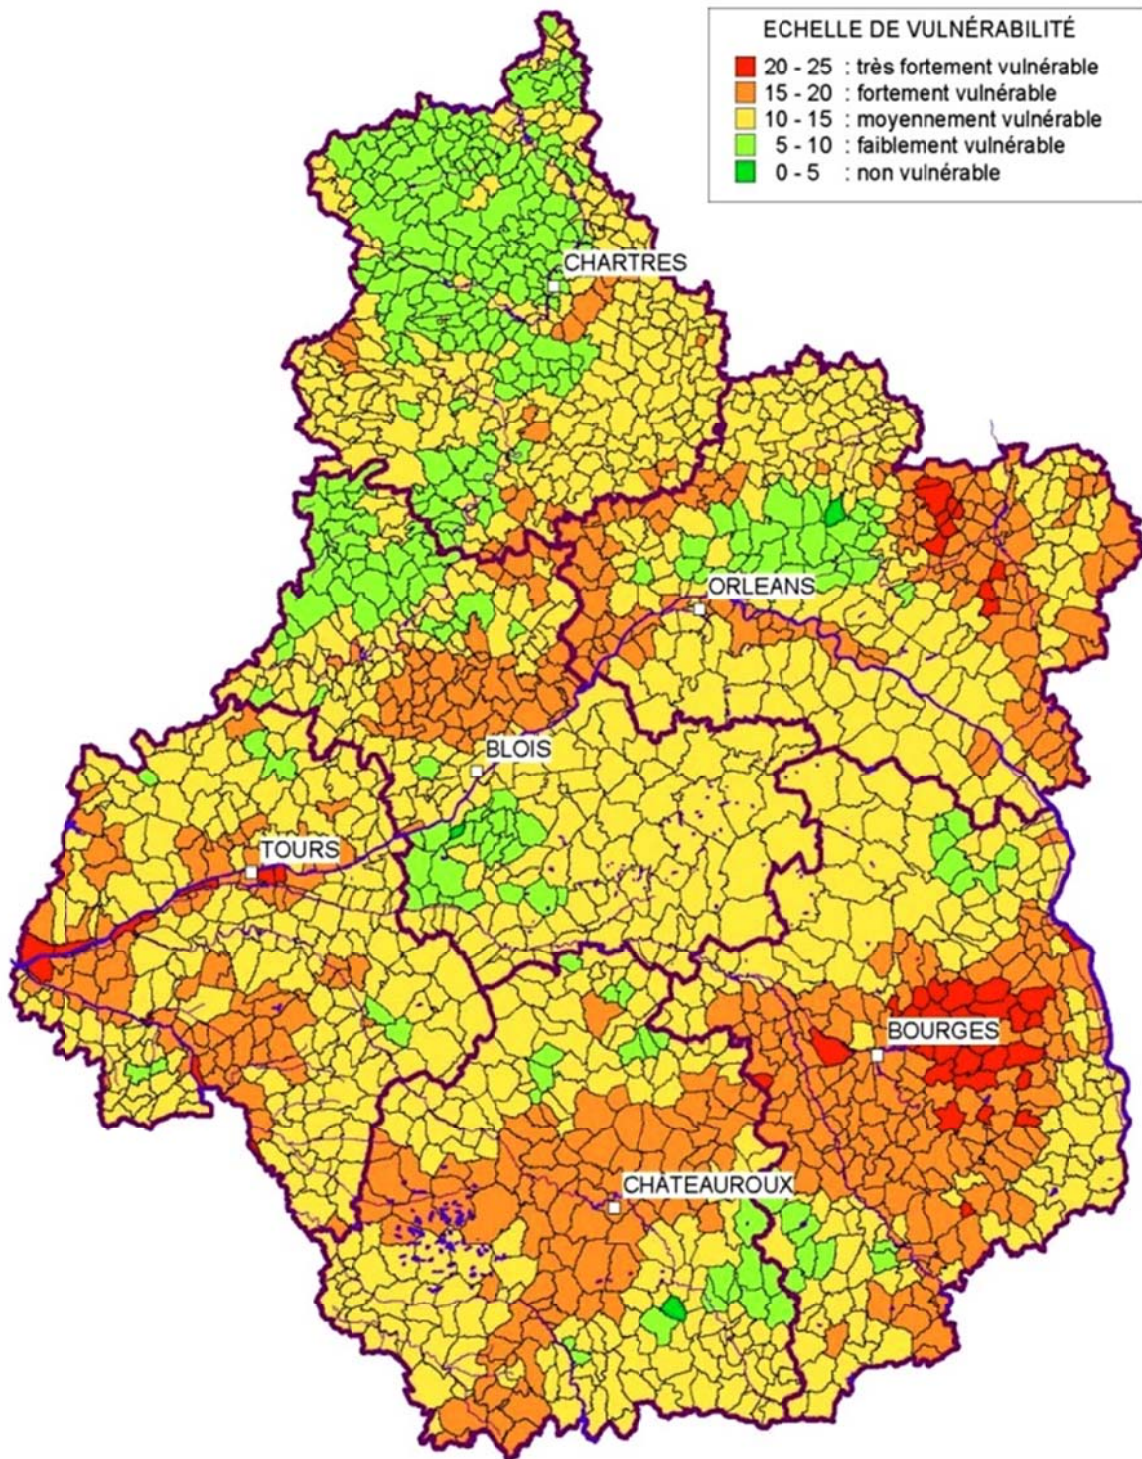 ECHELLE DE VULNÉRABILITÉ
20 - 25 : très fortement vulnérable
15 - 20 : fortement vulnérable
10 - 15 : moyennement vulnérable
5 - 10 : faiblement vulnérable
0 - 5 : non vulnérable
CHARTRES
ORLEANS
BLOIS
TOURS
BOURGES
CHÂTEAUROUX